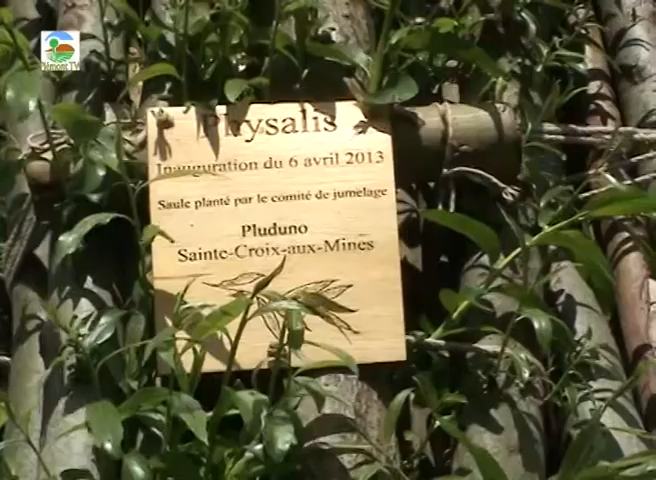 Physalis
Inauguration du 6 avril 2013
Saule planté par le comité de jumelage
Pluduno
Sainte-Croix-aux-Mines